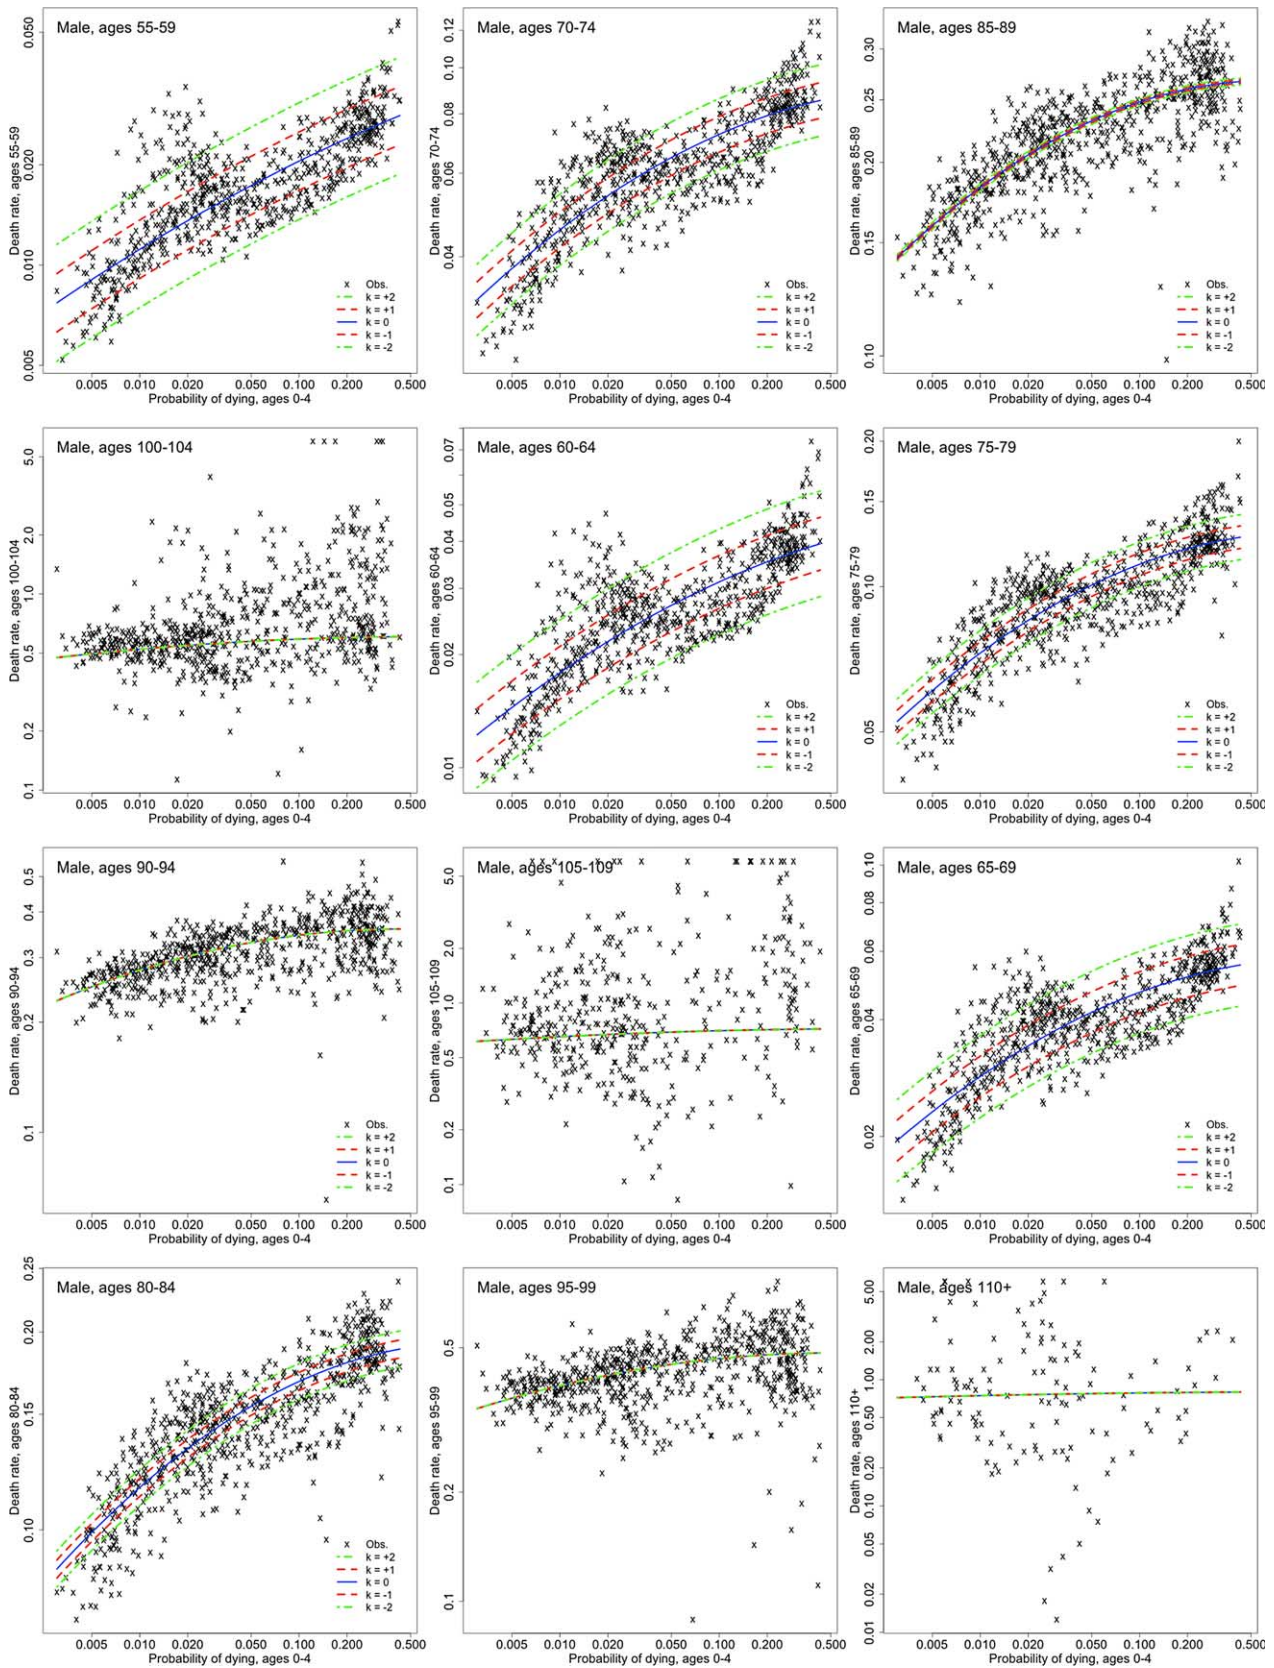 Male, ages 55-59
Death rate, ages 55-59
0.005 0.010 0.020 0.050
x Obs.
k = +2
k = +1
k = 0
k = -1
k = -2
0.005 0.010 0.020 0.050 0.100 0.200 0.500
Probability of dying, ages 0-4
Male, ages 70-74
Death rate, ages 70-74
0.04 0.06 0.08 0.10 0.12
x Obs.
k = +2
k = +1
k = 0
k = -1
k = -2
0.005 0.010 0.020 0.050 0.100 0.200 0.500
Probability of dying, ages 0-4
Male, ages 85-89
Death rate, ages 85-89
0.10 0.15 0.20 0.25 0.30
x Obs.
k = +2
k = +1
k = 0
k = -1
k = -2
0.005 0.010 0.020 0.050 0.100 0.200 0.500
Probability of dying, ages 0-4
Male, ages 100-104
Death rate, ages 100-104
0.1 0.2 0.5 1.0 2.0 5.0
0.005 0.010 0.020 0.050 0.100 0.200 0.500
Probability of dying, ages 0-4
Male, ages 60-64
Death rate, ages 60-64
0.01 0.02 0.03 0.04 0.05 0.07
x Obs.
k = +2
k = +1
k = 0
k = -1
k = -2
0.005 0.010 0.020 0.050 0.100 0.200 0.500
Probability of dying, ages 0-4
Male, ages 75-79
Death rate, ages 75-79
0.05 0.10 0.15 0.20
x Obs.
k = +2
k = +1
k = 0
k = -1
k = -2
0.005 0.010 0.020 0.050 0.100 0.200 0.500
Probability of dying, ages 0-4
Male, ages 90-94
Death rate, ages 90-94
0.1 0.2 0.3 0.4 0.5
x Obs.
k = +2
k = +1
k = 0
k = -1
k = -2
0.005 0.010 0.020 0.050 0.100 0.200 0.500
Probability of dying, ages 0-4
Male, ages 105-109
Death rate, ages 105-109
0.1 0.2 0.5 1.0 2.0 5.0
0.005 0.010 0.020 0.050 0.100 0.200 0.500
Probability of dying, ages 0-4
Male, ages 65-69
Death rate, ages 65-69
0.02 0.04 0.06 0.08 0.10
x Obs.
k = +2
k = +1
k = 0
k = -1
k = -2
0.005 0.010 0.020 0.050 0.100 0.200 0.500
Probability of dying, ages 0-4
Male, ages 80-84
Death rate, ages 80-84
0.10 0.15 0.20 0.25
x Obs.
k = +2
k = +1
k = 0
k = -1
k = -2
0.005 0.010 0.020 0.050 0.100 0.200 0.500
Probability of dying, ages 0-4
Male, ages 95-99
Death rate, ages 95-99
0.1 0.2 0.5
0.005 0.010 0.020 0.050 0.100 0.200 0.500
Probability of dying, ages 0-4
Male, ages 110+
Death rate, ages 110+
0.01 0.02 0.05 0.10 0.20 0.50 1.00 2.00 5.00
0.005 0.010 0.020 0.050 0.100 0.200 0.500
Probability of dying, ages 0-4